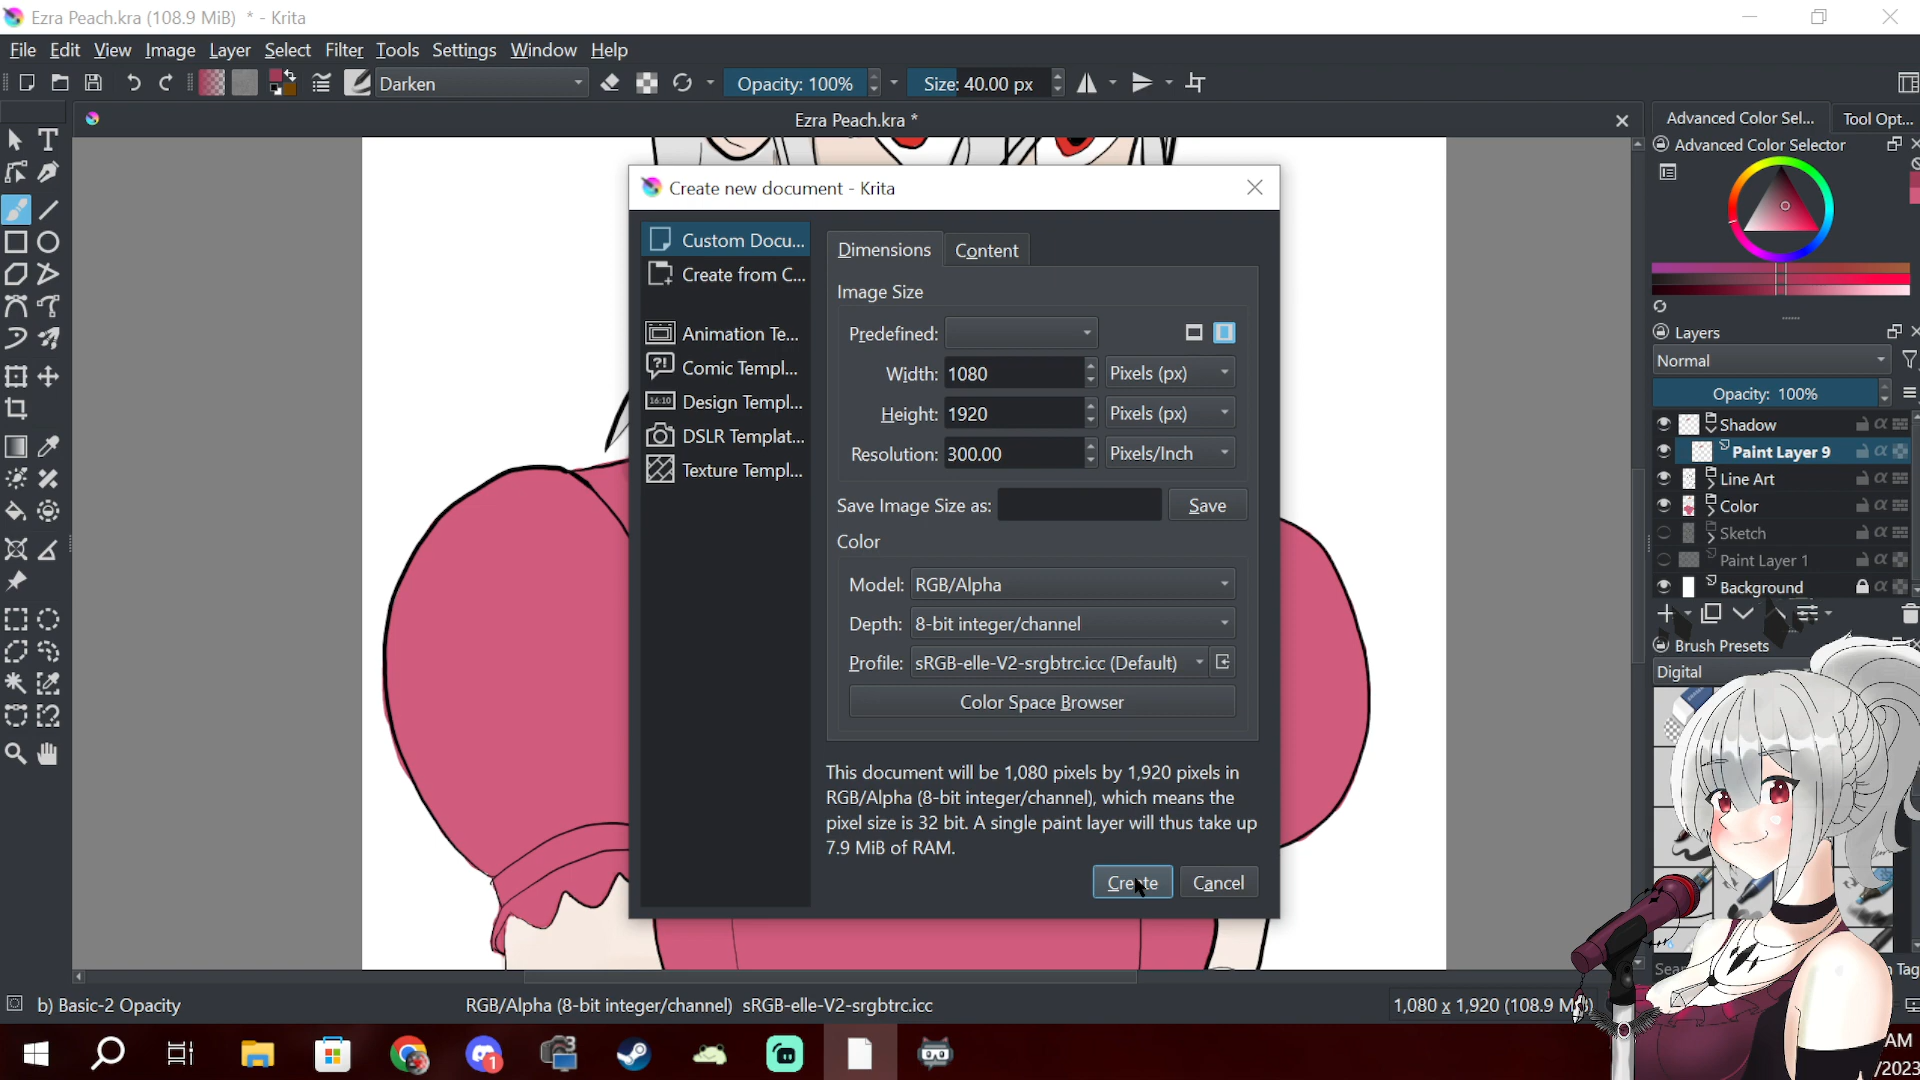 Ezra Peach.kra (108.9 MiB) * - Krita
File Edit View Image Layer Select Filter Tools Settings Window Help
Darken Opacity: 100% Size: 40.00 px
Ezra Peach.kra *
Advanced Color Sel... Tool Opt...
Advanced Color Selector
Create new document - Krita
Custom Docu...
Create from C...
Animation Te...
Comic Templ...
16:10 Design Templ...
DSLR Templat...
Texture Templ...
Dimensions Content
Image Size
Predefined:
Width: 1080 Pixels (px)
Height: 1920 Pixels (px)
Resolution: 300.00 Pixels/Inch
Save Image Size as: Save
Color
Model: RGB/Alpha
Depth: 8-bit integer/channel
Profile: sRGB-elle-V2-srgbtrc.icc (Default)
Color Space Browser
This document will be 1,080 pixels by 1,920 pixels in
RGB/Alpha (8-bit integer/channel), which means the
pixel size is 32 bit. A single paint layer will thus take up
7.9 MiB of RAM.
Create Cancel
Layers
Normal
Opacity: 100%
Shadow
Paint Layer 9
Line Art
Color
Sketch
Paint Layer 1
Background
Brush Presets
Digital
Tag
b) Basic-2 Opacity
RGB/Alpha (8-bit integer/channel) sRGB-elle-V2-srgbtrc.icc
1,080 x 1,920 (108.9
1
3
AM
/2023